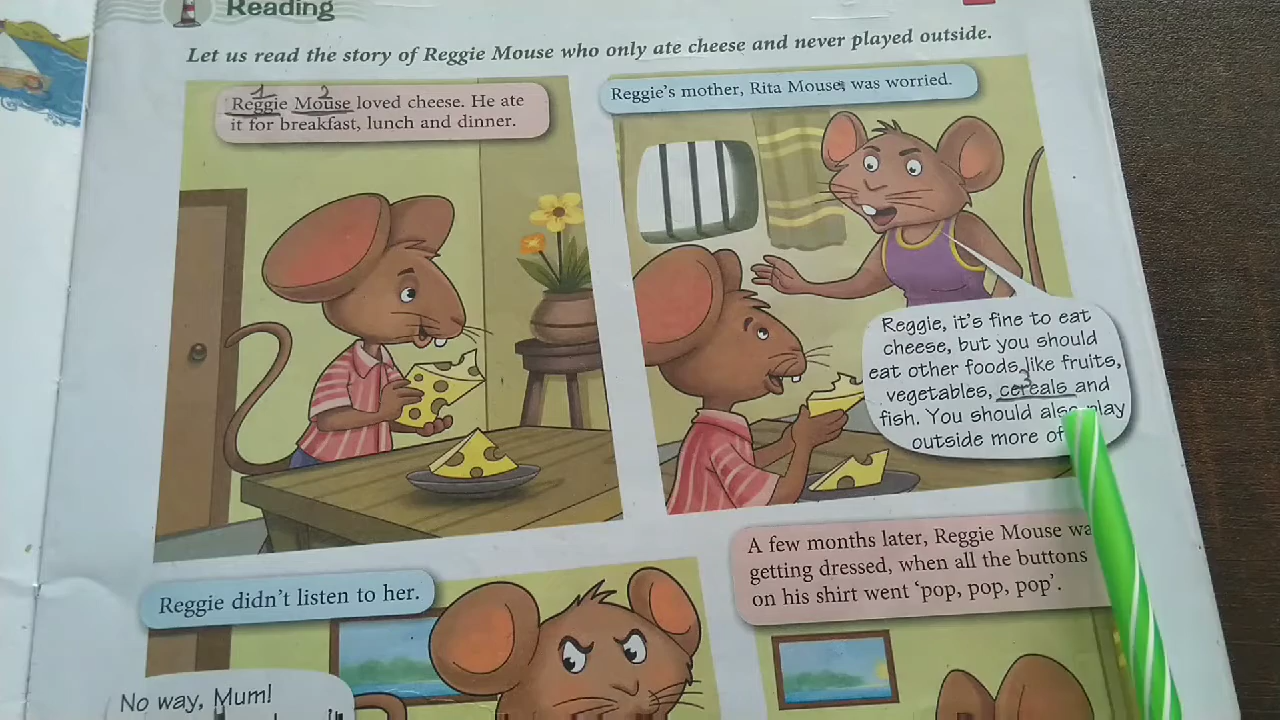 Reading
Let us read the story of Reggie Mouse who only ate cheese and never played outside.
1 2
Reggie Mouse loved cheese. He ate
it for breakfast, lunch and dinner.
Reggie's mother, Rita Mouse, was worried.
Reggie, it's fine to eat
cheese, but you should
eat other foods like fruits,
3
vegetables, cereals and
fish. You should also play
outside more
Reggie didn't listen to her.
No way, Mum!
A few months later, Reggie Mouse
getting dressed, when all the buttons
on his shirt went 'pop, pop, pop'.